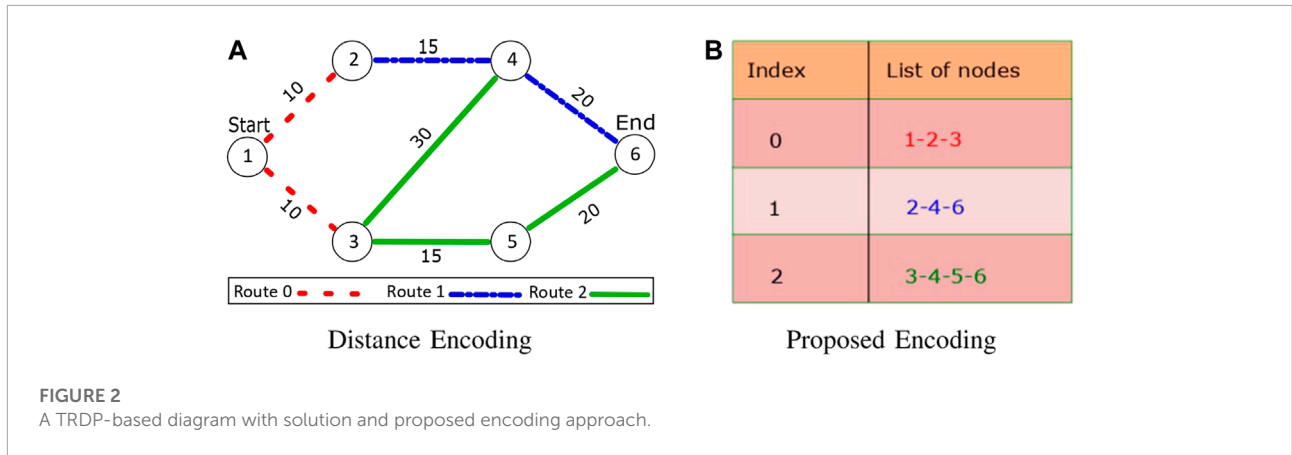 A
2
15
4
10
20
Start
End
1
30
6
10
20
3
5
15
Route 0
Route 1
Route 2
Distance Encoding
B
Index
List of nodes
0
1-2-3
1
2-4-6
2
3-4-5-6
Proposed Encoding
FIGURE 2
A TRDP-based diagram with solution and proposed encoding approach.